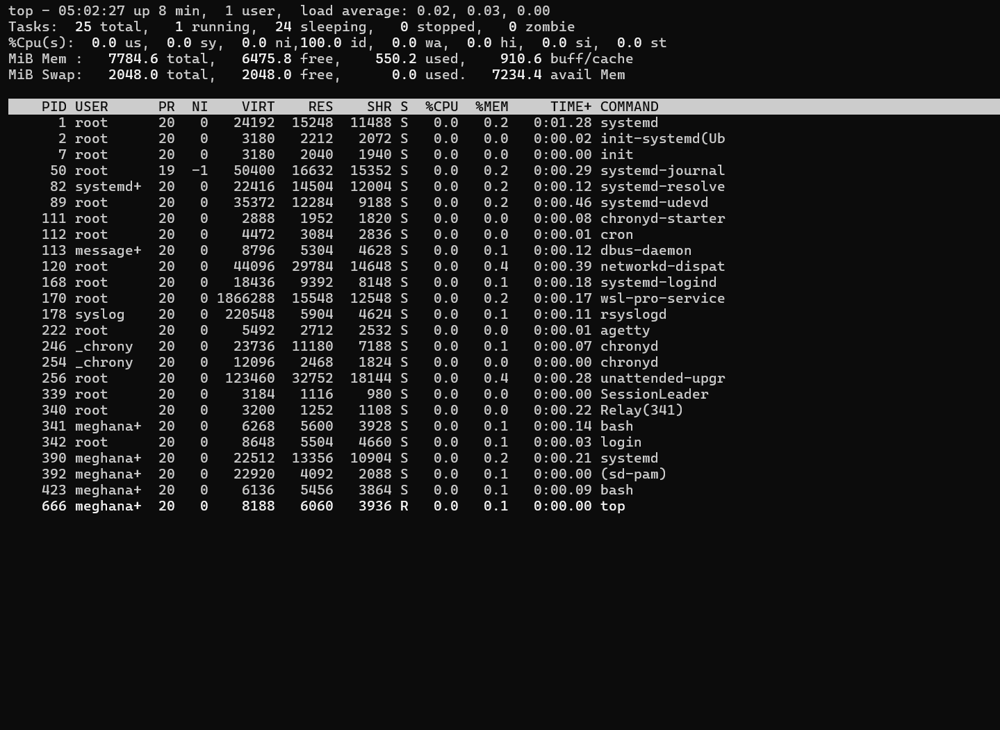 top - 05:02:27 up 8 min,  1 user,  load average: 0.02, 0.03, 0.00
Tasks:  25 total,   1 running,  24 sleeping,   0 stopped,   0 zombie
%Cpu(s):  0.0 us,  0.0 sy,  0.0 ni,100.0 id,  0.0 wa,  0.0 hi,  0.0 si,  0.0 st
MiB Mem :   7784.6 total,   6475.8 free,    550.2 used,    910.6 buff/cache
MiB Swap:   2048.0 total,   2048.0 free,      0.0 used.   7234.4 avail Mem
    PID USER      PR  NI    VIRT    RES    SHR S  %CPU  %MEM     TIME+ COMMAND
      1 root      20   0   24192  15248  11488 S   0.0   0.2   0:01.28 systemd
      2 root      20   0    3180   2212   2072 S   0.0   0.0   0:00.02 init-systemd(Ub
      7 root      20   0    3180   2040   1940 S   0.0   0.0   0:00.00 init
     50 root      19  -1   50400  16632  15352 S   0.0   0.2   0:00.29 systemd-journal
     82 systemd+  20   0   22416  14504  12004 S   0.0   0.2   0:00.12 systemd-resolve
     89 root      20   0   35372  12284   9188 S   0.0   0.2   0:00.46 systemd-udevd
    111 root      20   0    2888   1952   1820 S   0.0   0.0   0:00.08 chronyd-starter
    112 root      20   0    4472   3084   2836 S   0.0   0.0   0:00.01 cron
    113 message+  20   0    8796   5304   4628 S   0.0   0.1   0:00.12 dbus-daemon
    120 root      20   0   44096  29784  14648 S   0.0   0.4   0:00.39 networkd-dispat
    168 root      20   0   18436   9392   8148 S   0.0   0.1   0:00.18 systemd-logind
    170 root      20   0 1866288  15548  12548 S   0.0   0.2   0:00.17 wsl-pro-service
    178 syslog    20   0  220548   5904   4624 S   0.0   0.1   0:00.11 rsyslogd
    222 root      20   0    5492   2712   2532 S   0.0   0.0   0:00.01 agetty
    246 _chrony   20   0   23736  11180   7188 S   0.0   0.1   0:00.07 chronyd
    254 _chrony   20   0   12096   2468   1824 S   0.0   0.0   0:00.00 chronyd
    256 root      20   0  123460  32752  18144 S   0.0   0.4   0:00.28 unattended-upgr
    339 root      20   0    3184   1116    980 S   0.0   0.0   0:00.00 SessionLeader
    340 root      20   0    3200   1252   1108 S   0.0   0.0   0:00.22 Relay(341)
    341 meghana+  20   0    6268   5600   3928 S   0.0   0.1   0:00.14 bash
    342 root      20   0    8648   5504   4660 S   0.0   0.1   0:00.03 login
    390 meghana+  20   0   22512  13356  10904 S   0.0   0.2   0:00.21 systemd
    392 meghana+  20   0   22920   4092   2088 S   0.0   0.1   0:00.00 (sd-pam)
    423 meghana+  20   0    6136   5456   3864 S   0.0   0.1   0:00.09 bash
    666 meghana+  20   0    8188   6060   3936 R   0.0   0.1   0:00.00 top